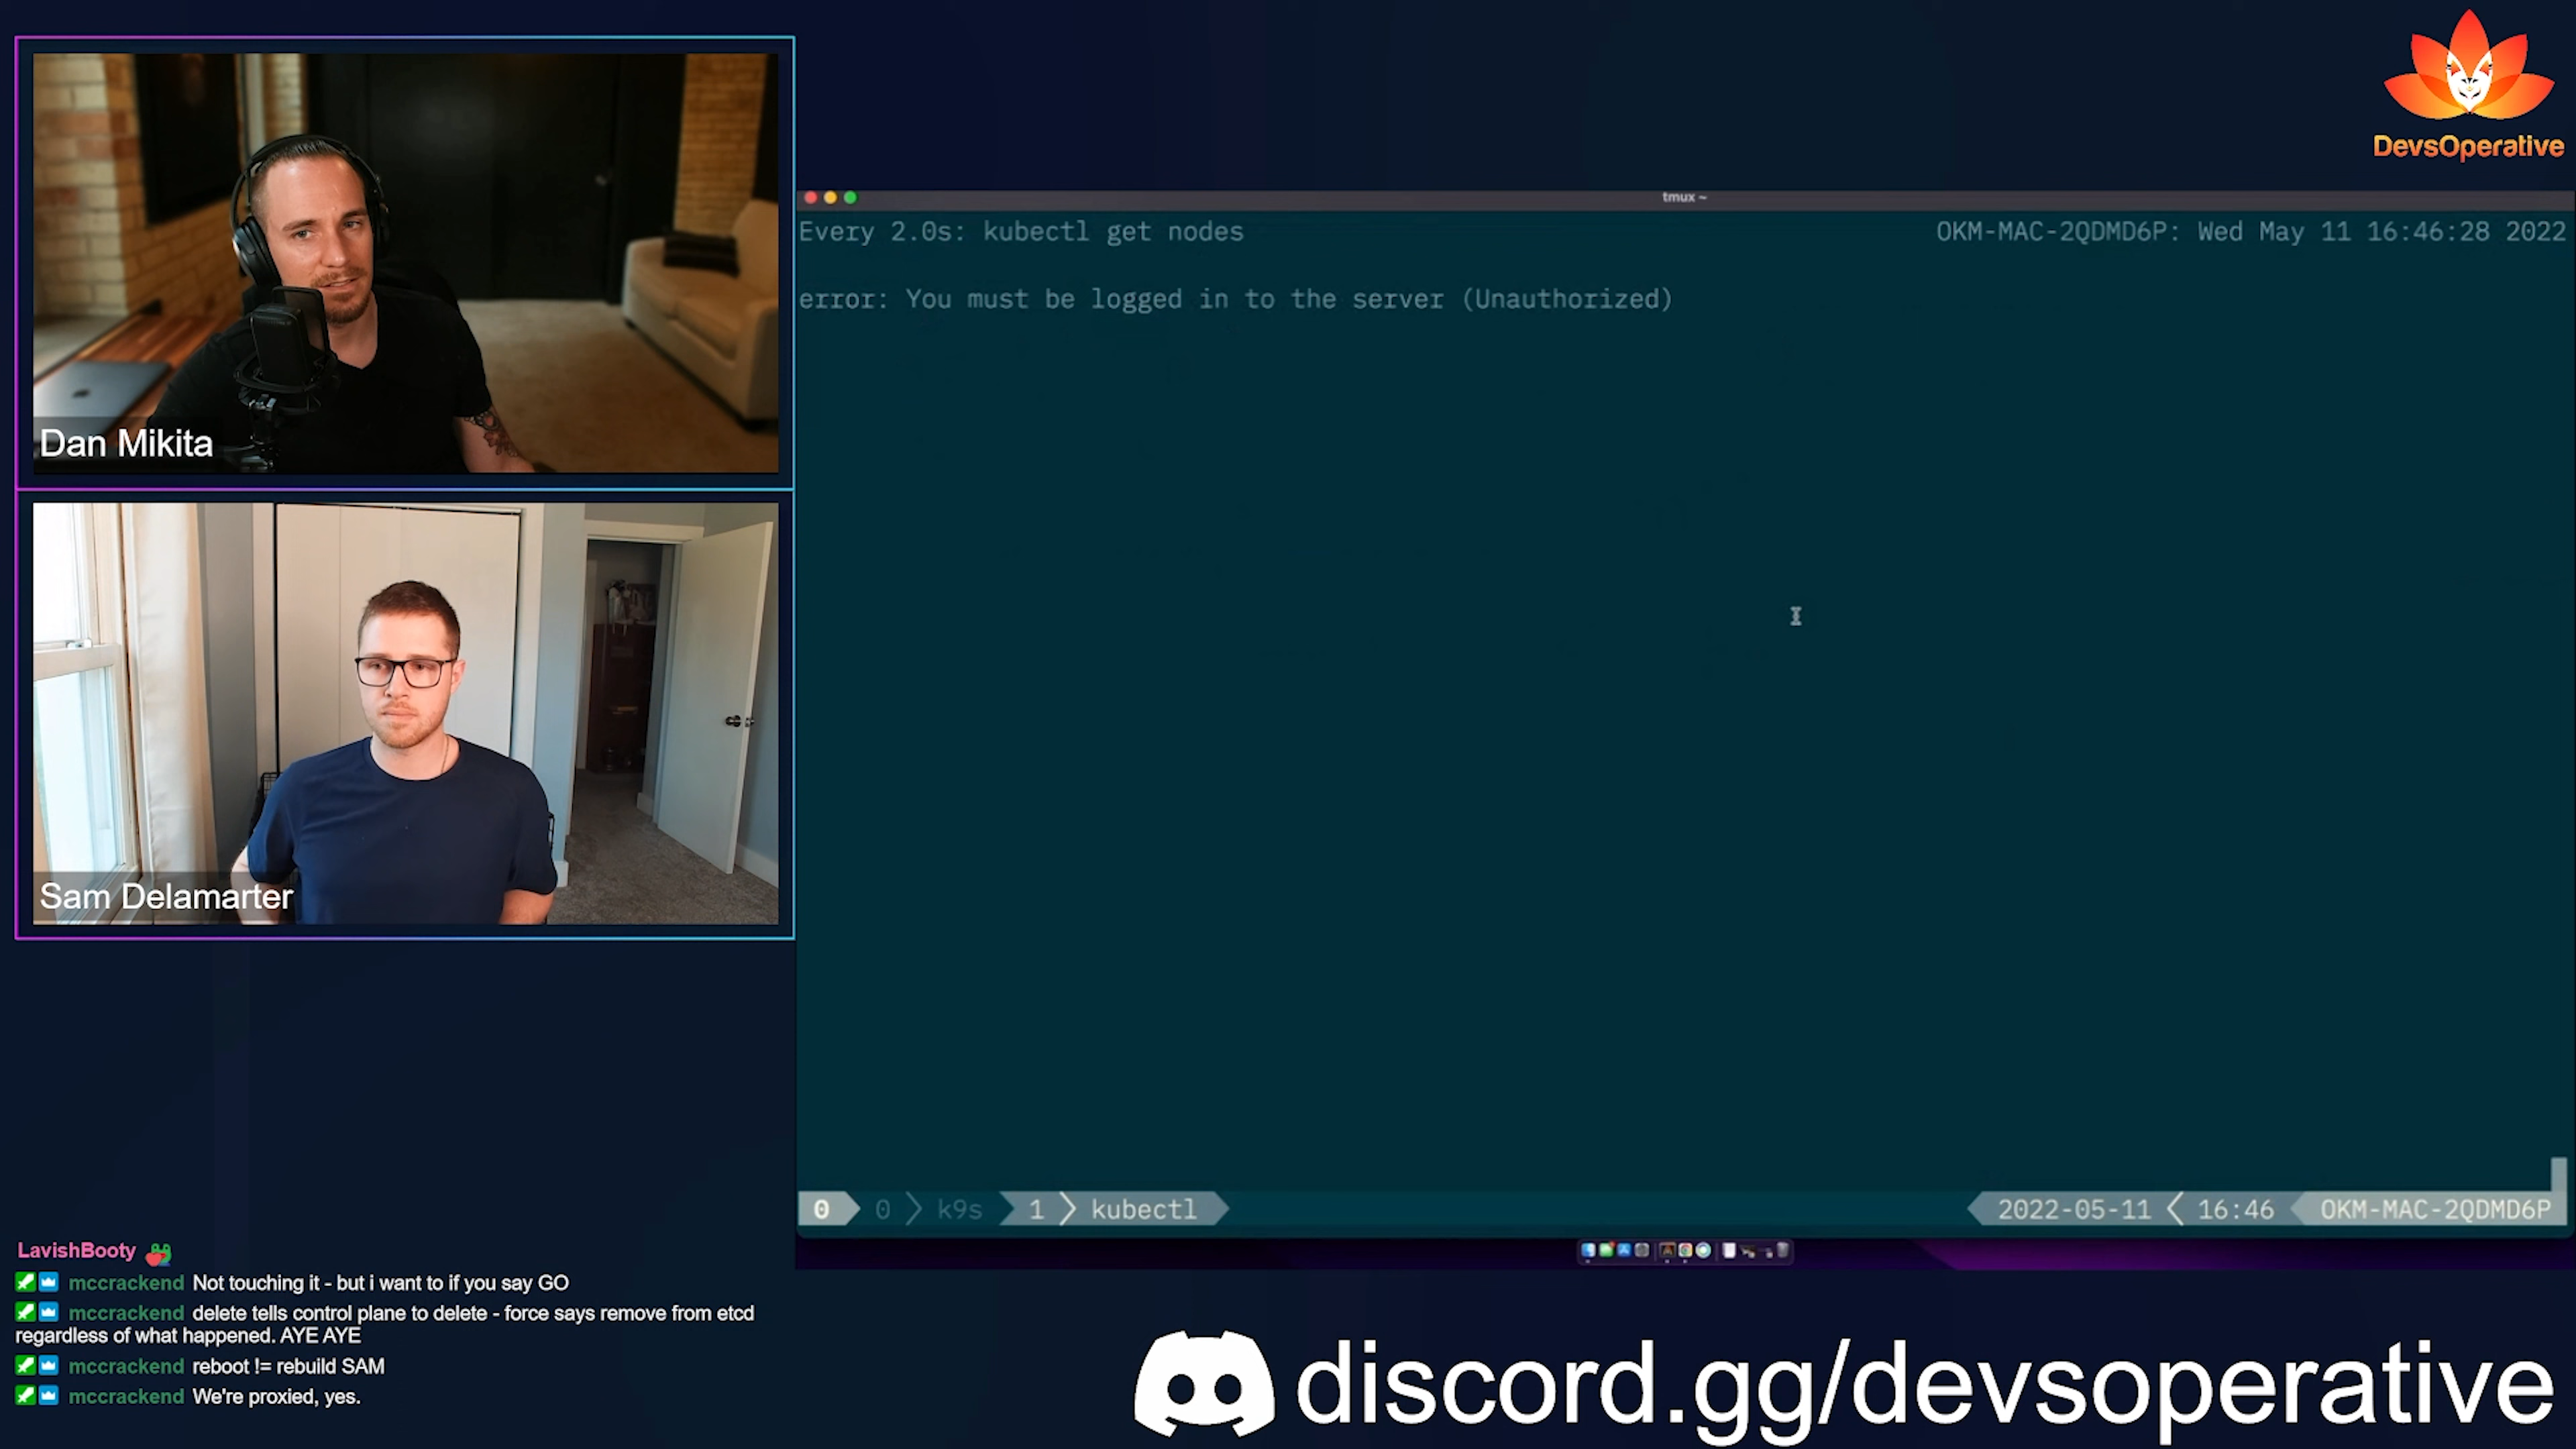 DevsOperative
Dan Mikita
Sam Delamarter
tmux ~
Every 2.0s: kubectl get nodes
OKM-MAC-2QDMD6P: Wed May 11 16:46:28 2022
error: You must be logged in to the server (Unauthorized)
0 0 k9s 1 kubectl
2022-05-11 16:46 OKM-MAC-2QDMD6P
LavishBooty
mccrackend Not touching it - but i want to if you say GO
mccrackend delete tells control plane to delete - force says remove from etcd
regardless of what happened. AYE AYE
mccrackend reboot != rebuild SAM
mccrackend We're proxied, yes.
discord.gg/devsoperative